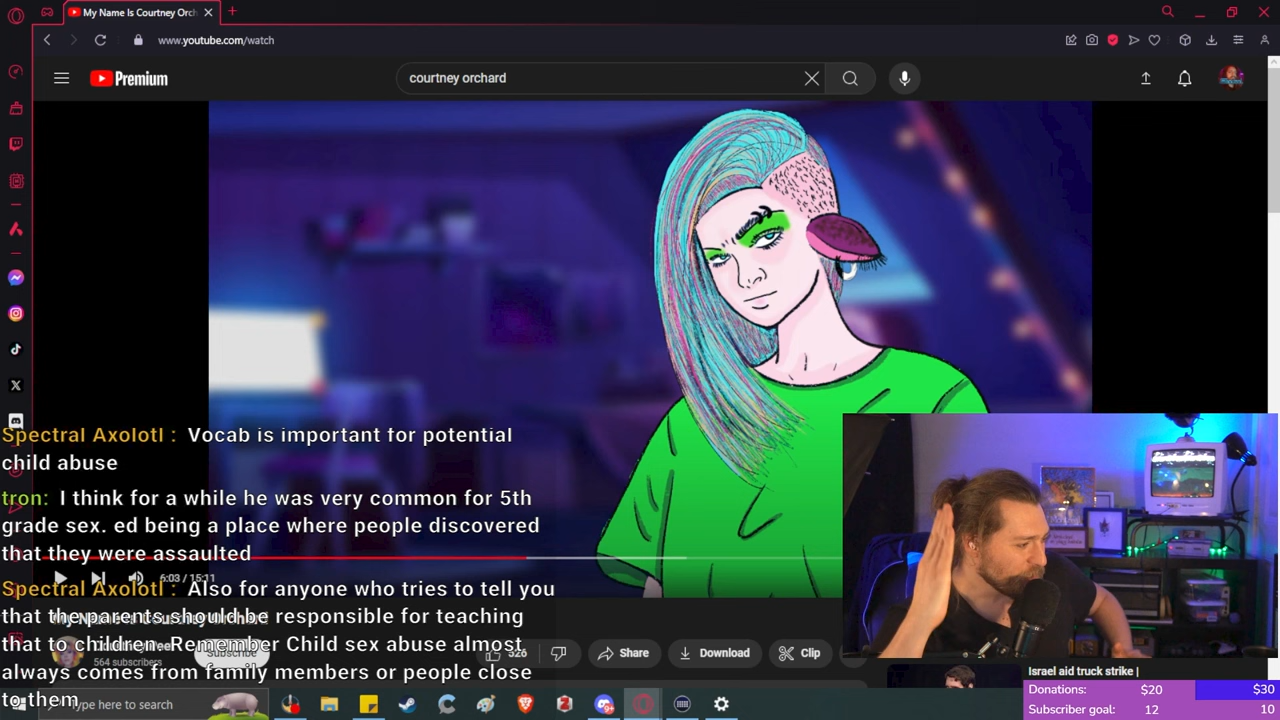 My Name Is Courtney Orch
www.youtube.com/watch
Premium
courtney orchard
Spectral Axolotl : Vocab is important for potential
child abuse
tron: I think for a while he was very common for 5th
grade sex. ed being a place where people discovered
that they were assaulted
6:03 / 15:11
Spectral Axolotl : Also for anyone who tries to tell you
that the parents should be responsible for teaching
that to children. Remember Child sex abuse almost
always comes from family members or people close
to them
564 subscribers
Subscribe
526
Share
Download
Clip
Israel aid truck strike |
Type here to search
Donations: $20 $30
Subscriber goal: 12 10